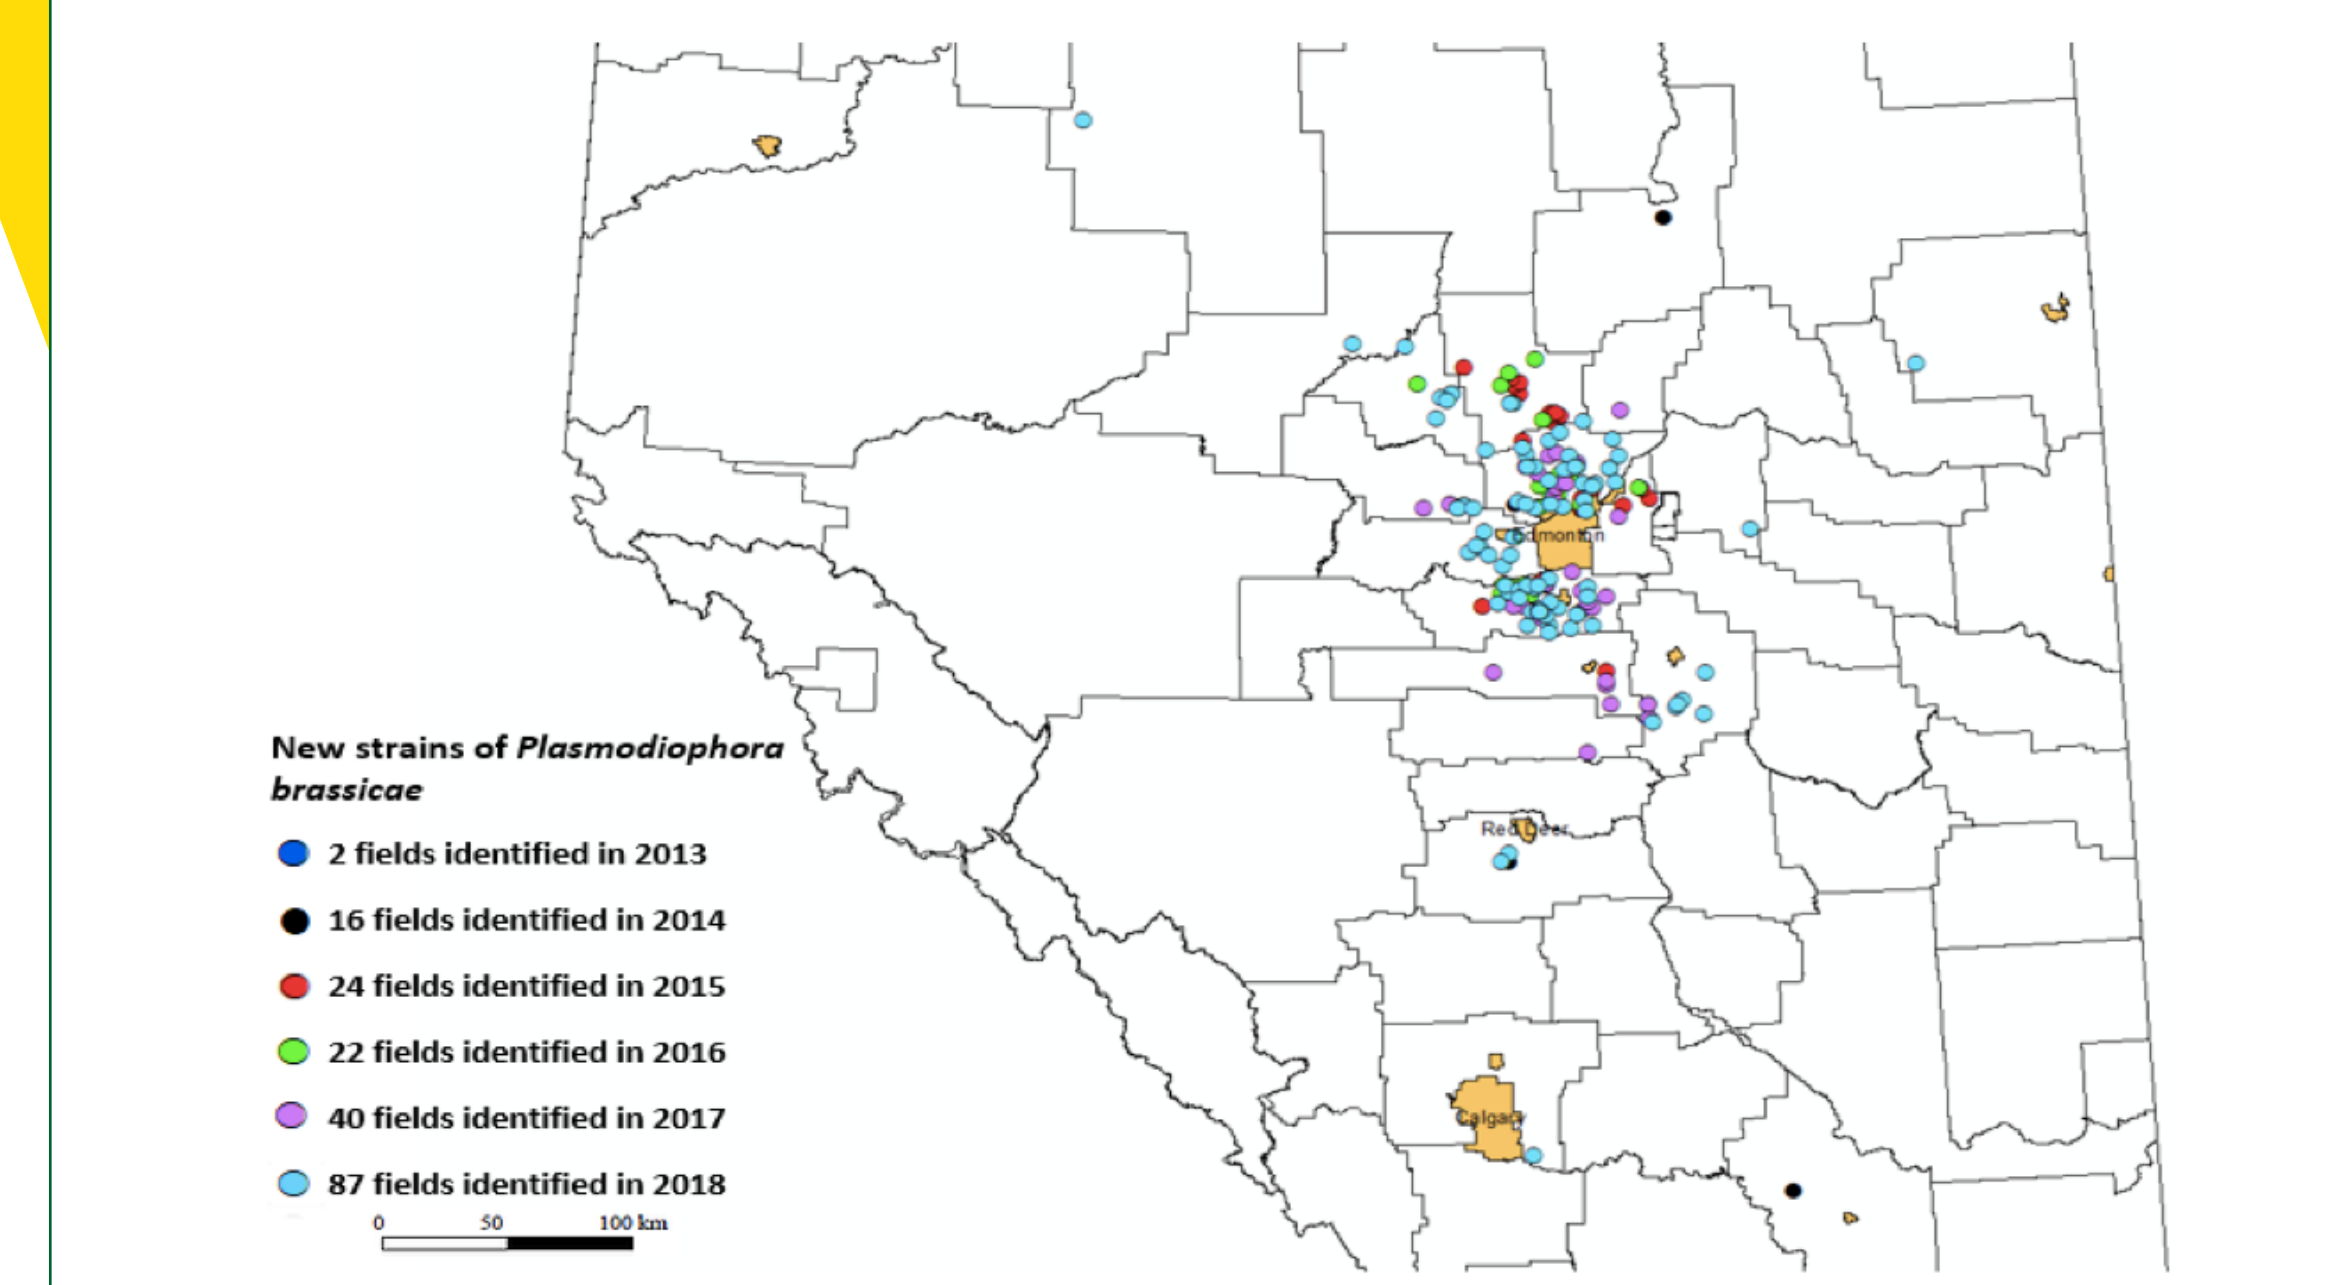 Edmonton
New strains of Plasmodiophora
brassicae
Red Deer
2 fields identified in 2013
16 fields identified in 2014
24 fields identified in 2015
22 fields identified in 2016
40 fields identified in 2017
Calgary
87 fields identified in 2018
0 50 100 km